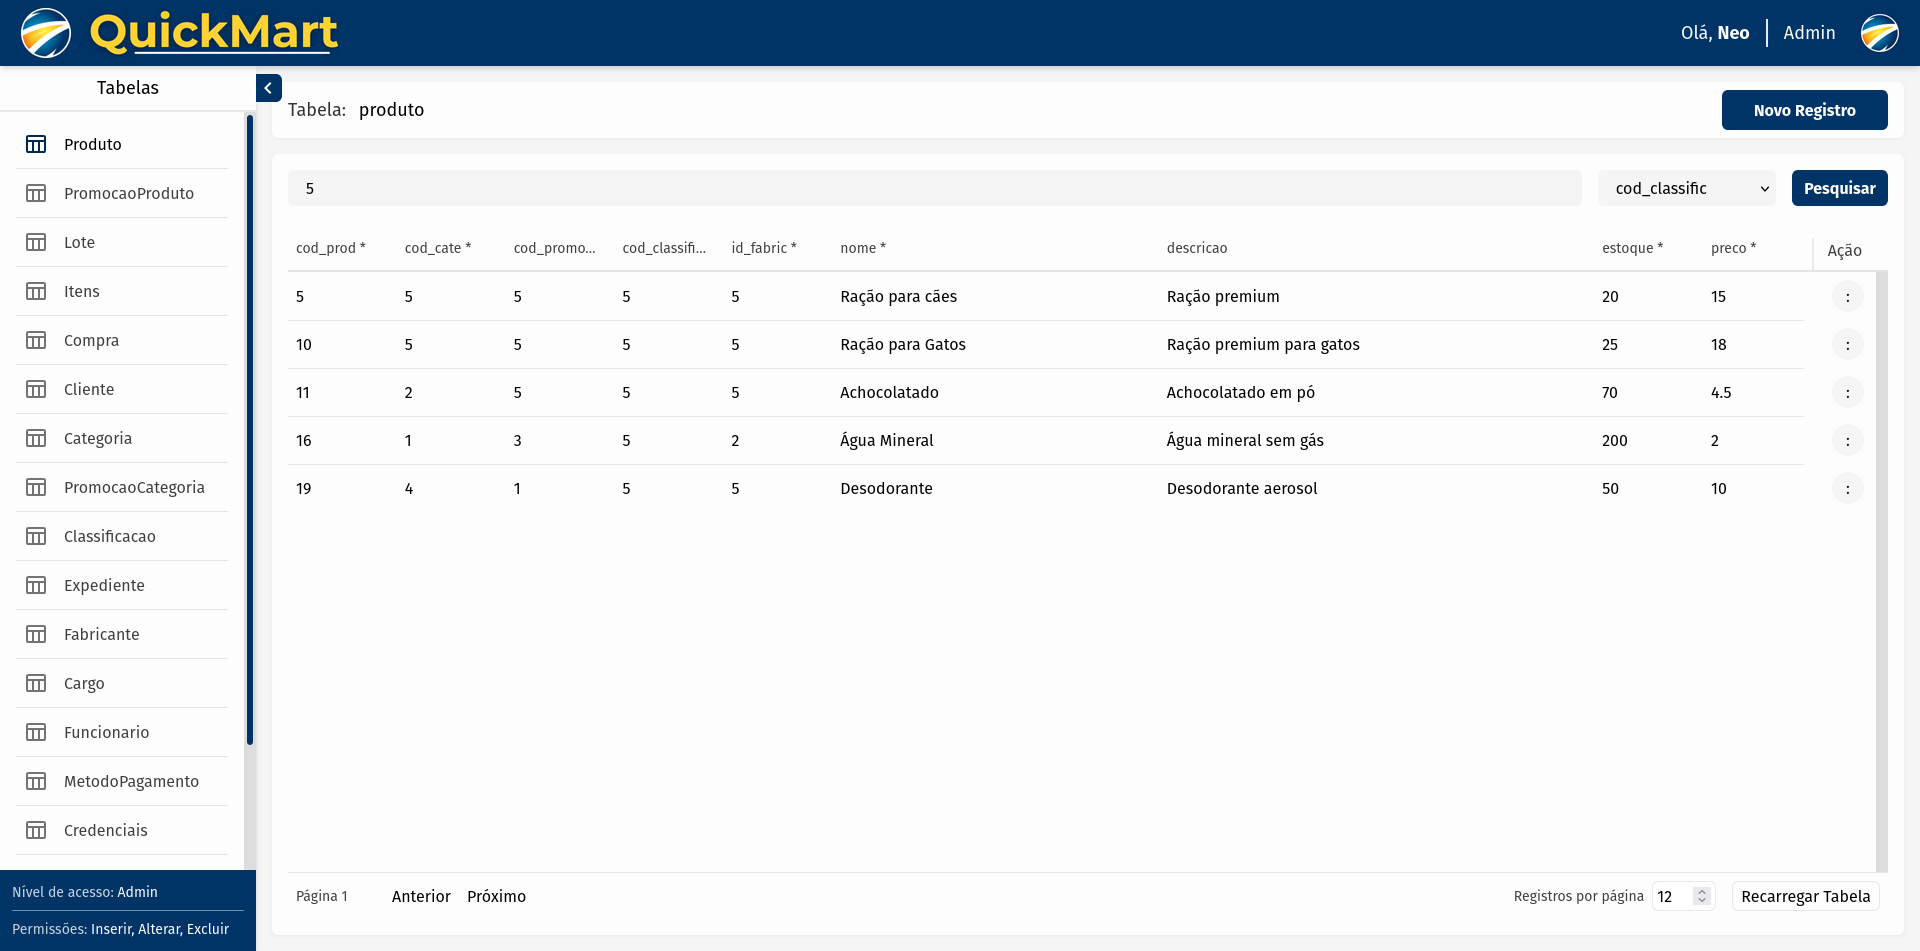 QuickMart
Olá, Neo
Admin
Tabelas
Produto
PromocaoProduto
Lote
Itens
Compra
Cliente
Categoria
PromocaoCategoria
Classificacao
Expediente
Fabricante
Cargo
Funcionario
MetodoPagamento
Credenciais
Nível de acesso: Admin
Permissões: Inserir, Alterar, Excluir
Tabela: produto
Novo Registro
5
cod_classific
Pesquisar
cod_prod * cod_cate * cod_promo... cod_classifi... id_fabric * nome * descricao estoque * preco * Ação
5 5 5 5 5 Ração para cães Ração premium 20 15 :
10 5 5 5 5 Ração para Gatos Ração premium para gatos 25 18 :
11 2 5 5 5 Achocolatado Achocolatado em pó 70 4.5 :
16 1 3 5 2 Água Mineral Água mineral sem gás 200 2 :
19 4 1 5 5 Desodorante Desodorante aerosol 50 10 :
Página 1 Anterior Próximo
Registros por página 12 Recarregar Tabela